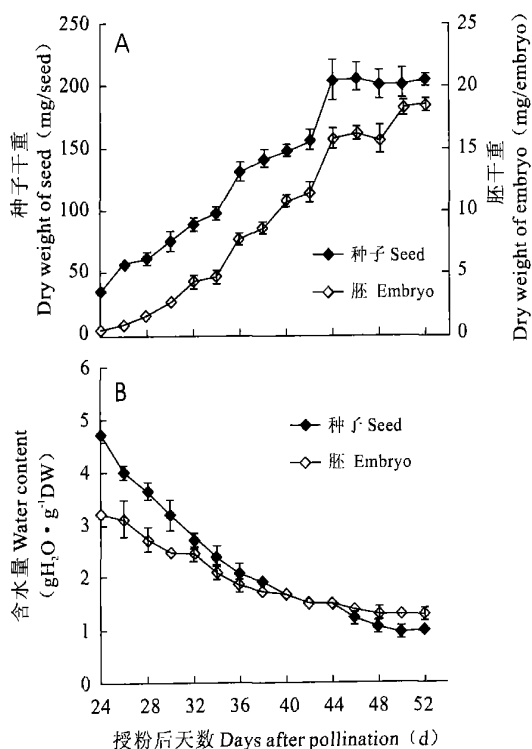 A
种子干重
Dry weight of seed（mg/seed）
250
200
150
100
50
0
25
20
15
10
5
0
胚干重
Dry weight of embryo（mg/embryo）
种子 Seed
胚 Embryo
B
含水量 Water content
（gH₂O·g⁻¹DW）
6
5
4
3
2
1
0
种子 Seed
胚 Embryo
24 28 32 36 40 44 48 52
授粉后天数 Days after pollination（d）